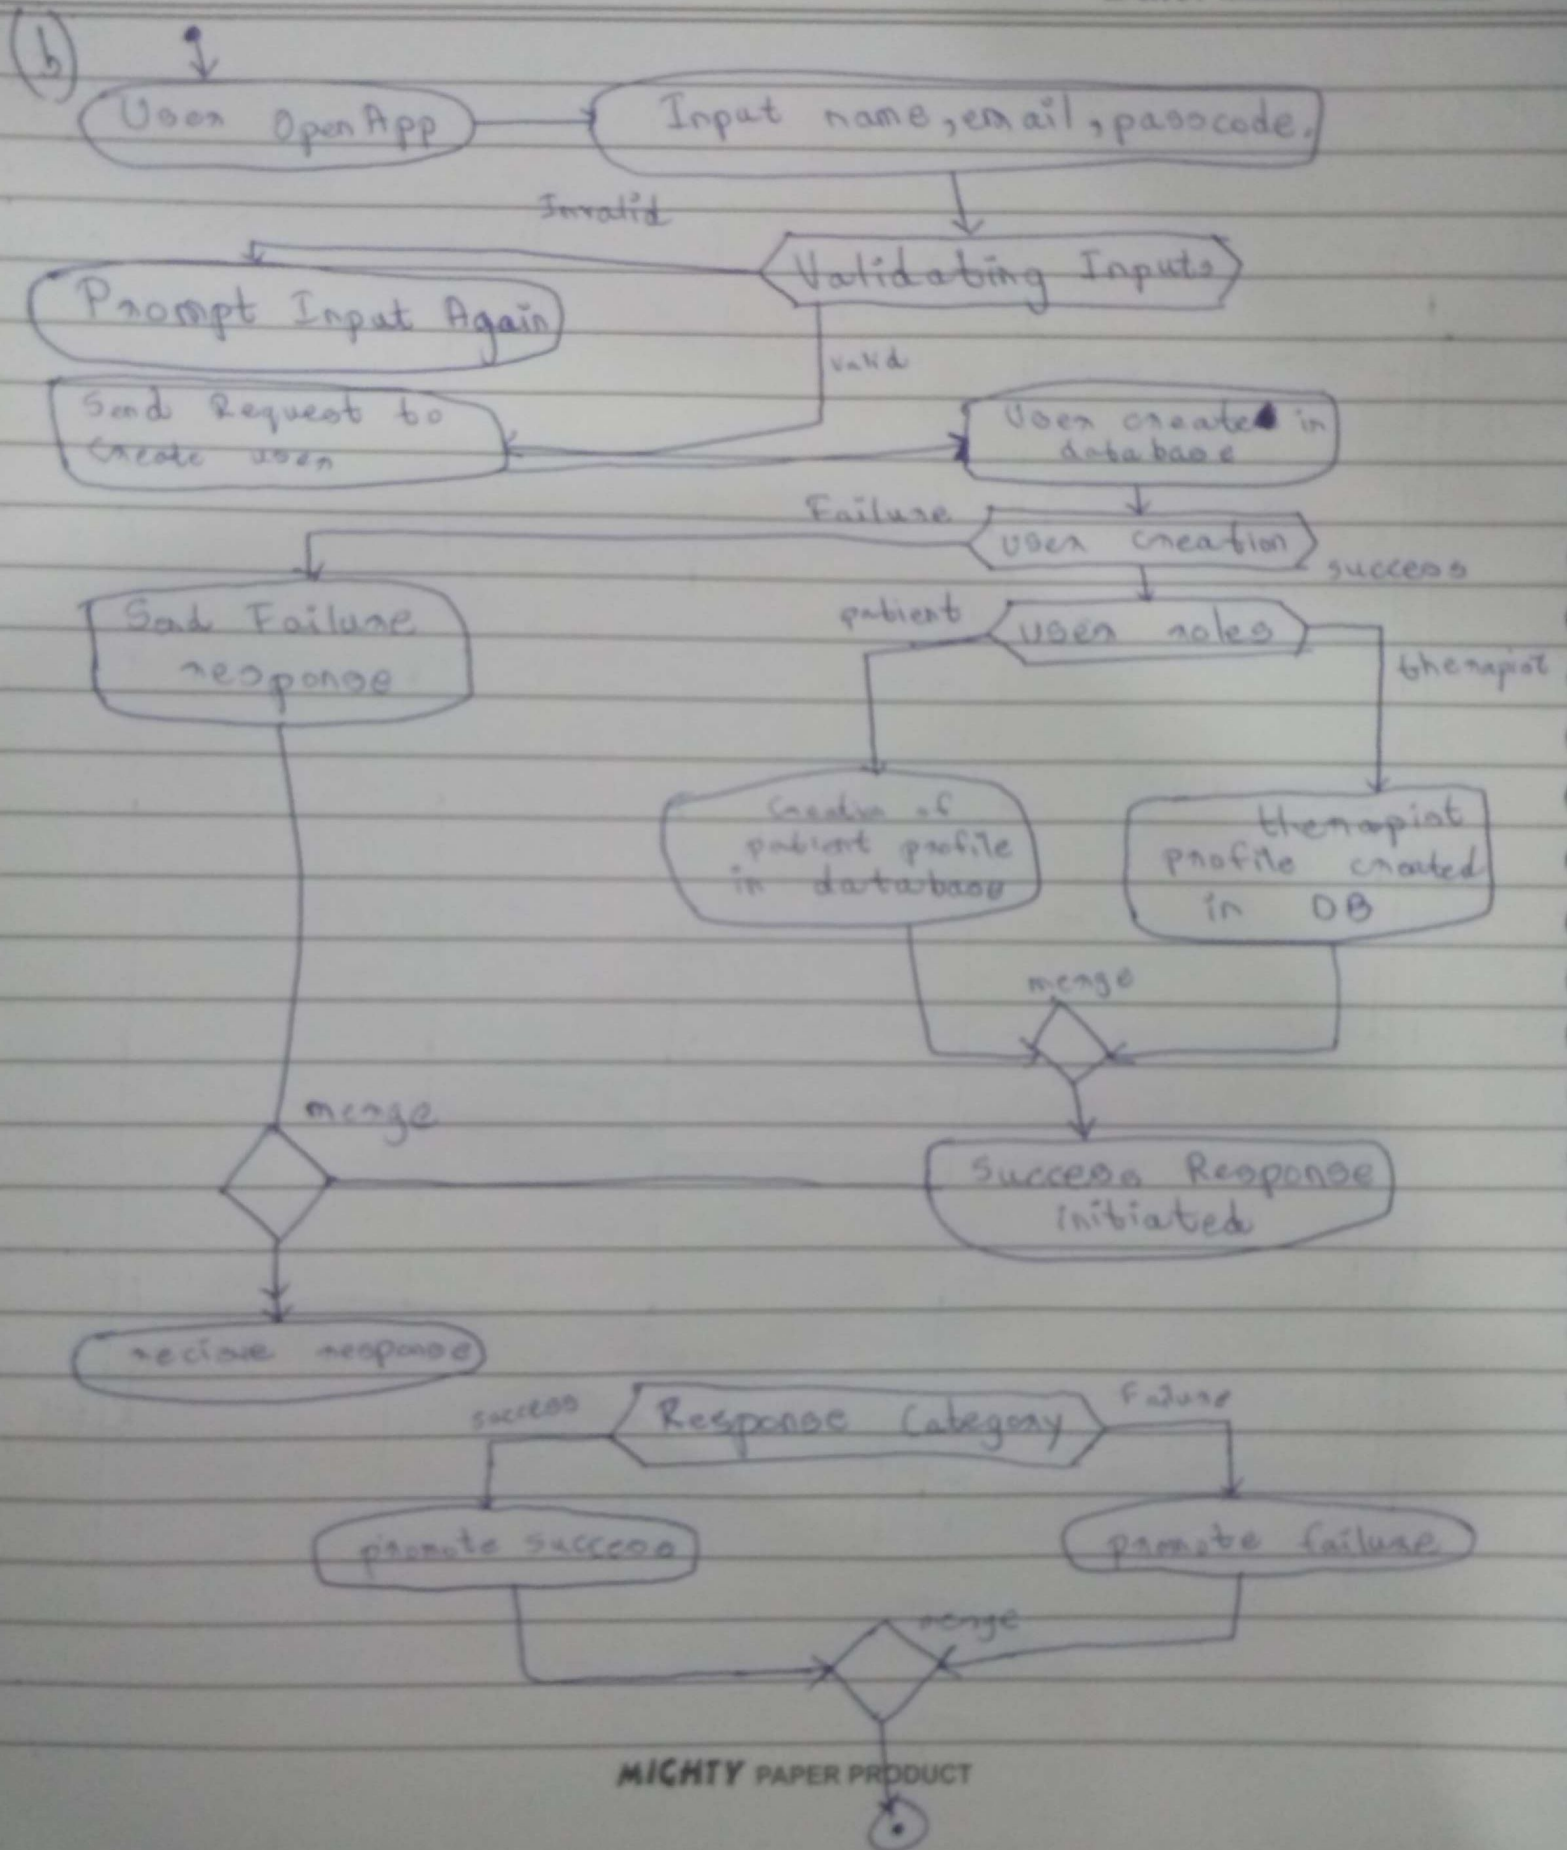 (b)
User OpenApp
Input name, email, passcode.
Invalid
Validating Inputs
Prompt Input Again
valid
Send Request to
create user
User created in
database
Failure
user creation
success
Send Failure
response
patient
user roles
therapist
Creation of
patient profile
in database
therapist
profile created
in DB
merge
merge
Success Response
initiated
recieve response
success
Response Category
Failure
promote success
promote failure
merge
MIGHTY PAPER PRODUCT